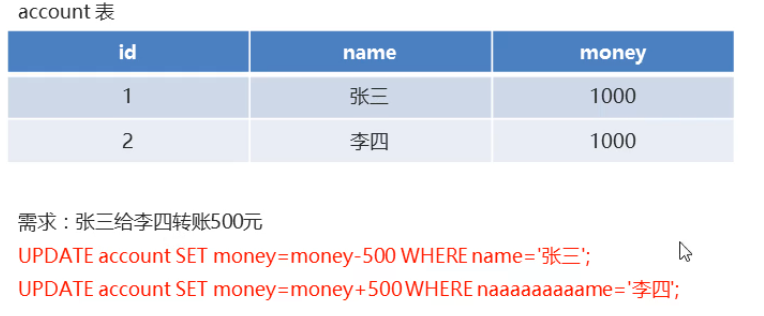 account 表
id name money
1 张三 1000
2 李四 1000
需求：张三给李四转账500元
UPDATE account SET money=money-500 WHERE name='张三';
UPDATE account SET money=money+500 WHERE naaaaaaaaame='李四';